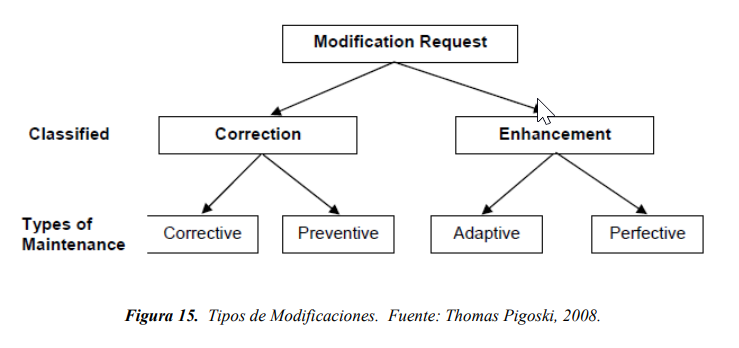 Modification Request
Classified
Correction
Enhancement
Types of
Maintenance
Corrective
Preventive
Adaptive
Perfective
Figura 15. Tipos de Modificaciones. Fuente: Thomas Pigoski, 2008.